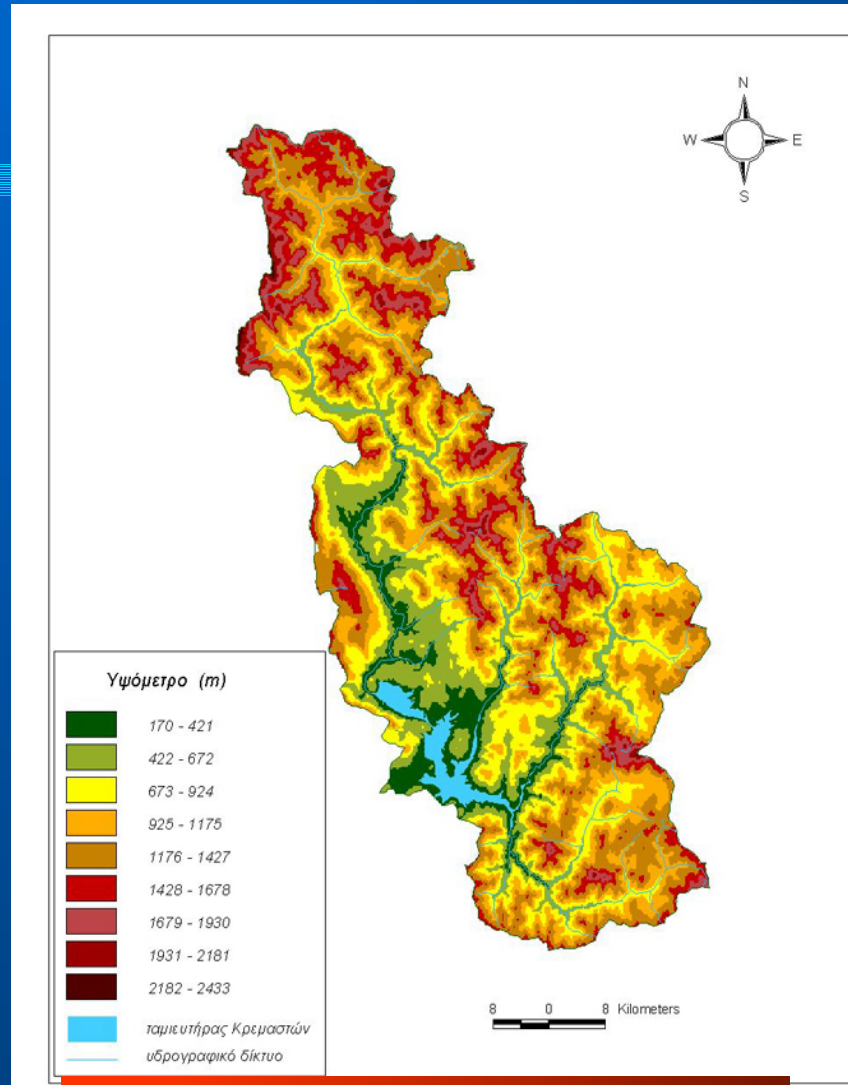 N
W E
S
Υψόμετρο (m)
170 - 421
422 - 672
673 - 924
925 - 1175
1176 - 1427
1428 - 1678
1679 - 1930
1931 - 2181
2182 - 2433
ταμιευτήρας Κρεμαστών
υδρογραφικό δίκτυο
8 0 8 Kilometers